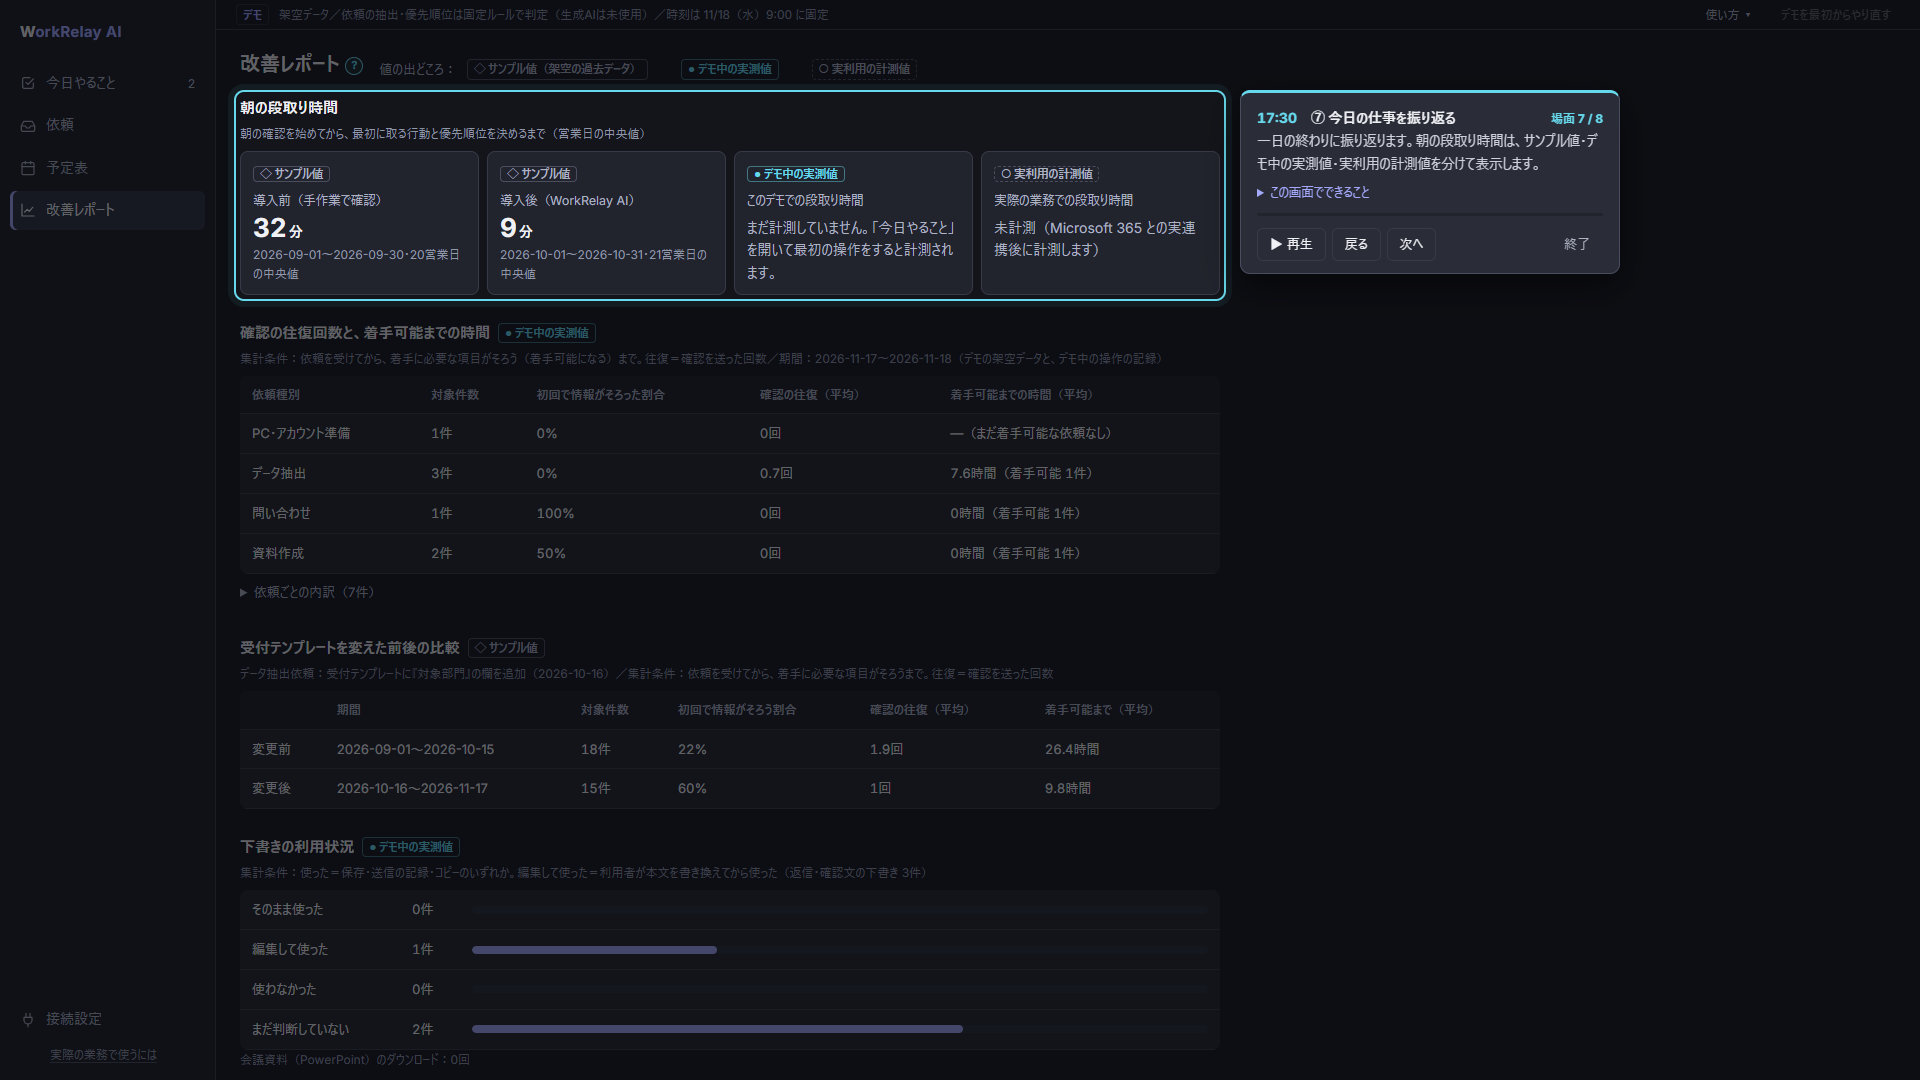 WorkRelay AI
デモ
架空データ／依頼の抽出・優先順位は固定ルールで判定（生成AIは未使用）／時刻は 11/18（水）9:00 に固定
使い方 ▾
デモを最初からやり直す
今日やること 2
依頼
予定表
改善レポート
接続設定
実際の業務で使うには
改善レポート ?
値の出どころ：
◇ サンプル値（架空の過去データ）
● デモ中の実測値
○ 実利用の計測値
朝の段取り時間
朝の確認を始めてから、最初に取る行動と優先順位を決めるまで（営業日の中央値）
◇ サンプル値
導入前（手作業で確認）
32 分
2026-09-01〜2026-09-30・20営業日
の中央値
◇ サンプル値
導入後（WorkRelay AI）
9 分
2026-10-01〜2026-10-31・21営業日の
中央値
● デモ中の実測値
このデモでの段取り時間
まだ計測していません。「今日やること」
を開いて最初の操作をすると計測され
ます。
○ 実利用の計測値
実際の業務での段取り時間
未計測（Microsoft 365 との実連
携後に計測します）
17:30 ⑦ 今日の仕事を振り返る 場面 7 / 8
一日の終わりに振り返ります。朝の段取り時間は、サンプル値・デ
モ中の実測値・実利用の計測値を分けて表示します。
▶ この画面でできること
▶ 再生 戻る 次へ 終了
確認の往復回数と、着手可能までの時間 ● デモ中の実測値
集計条件：依頼を受けてから、着手に必要な項目がそろう（着手可能になる）まで。往復＝確認を送った回数／期間：2026-11-17〜2026-11-18（デモの架空データと、デモ中の操作の記録）
依頼種別 対象件数 初回で情報がそろった割合 確認の往復（平均） 着手可能までの時間（平均）
PC・アカウント準備 1件 0% 0回 —（まだ着手可能な依頼なし）
データ抽出 3件 0% 0.7回 7.6時間（着手可能 1件）
問い合わせ 1件 100% 0回 0時間（着手可能 1件）
資料作成 2件 50% 0回 0時間（着手可能 1件）
▶ 依頼ごとの内訳（7件）
受付テンプレートを変えた前後の比較 ◇ サンプル値
データ抽出依頼：受付テンプレートに『対象部門』の欄を追加（2026-10-16）／集計条件：依頼を受けてから、着手に必要な項目がそろうまで。往復＝確認を送った回数
期間 対象件数 初回で情報がそろう割合 確認の往復（平均） 着手可能まで（平均）
変更前 2026-09-01〜2026-10-15 18件 22% 1.9回 26.4時間
変更後 2026-10-16〜2026-11-17 15件 60% 1回 9.8時間
下書きの利用状況 ● デモ中の実測値
集計条件：使った＝保存・送信の記録・コピーのいずれか。編集して使った＝利用者が本文を書き換えてから使った（返信・確認文の下書き 3件）
そのまま使った 0件
編集して使った 1件
使わなかった 0件
まだ判断していない 2件
会議資料（PowerPoint）のダウンロード：0回